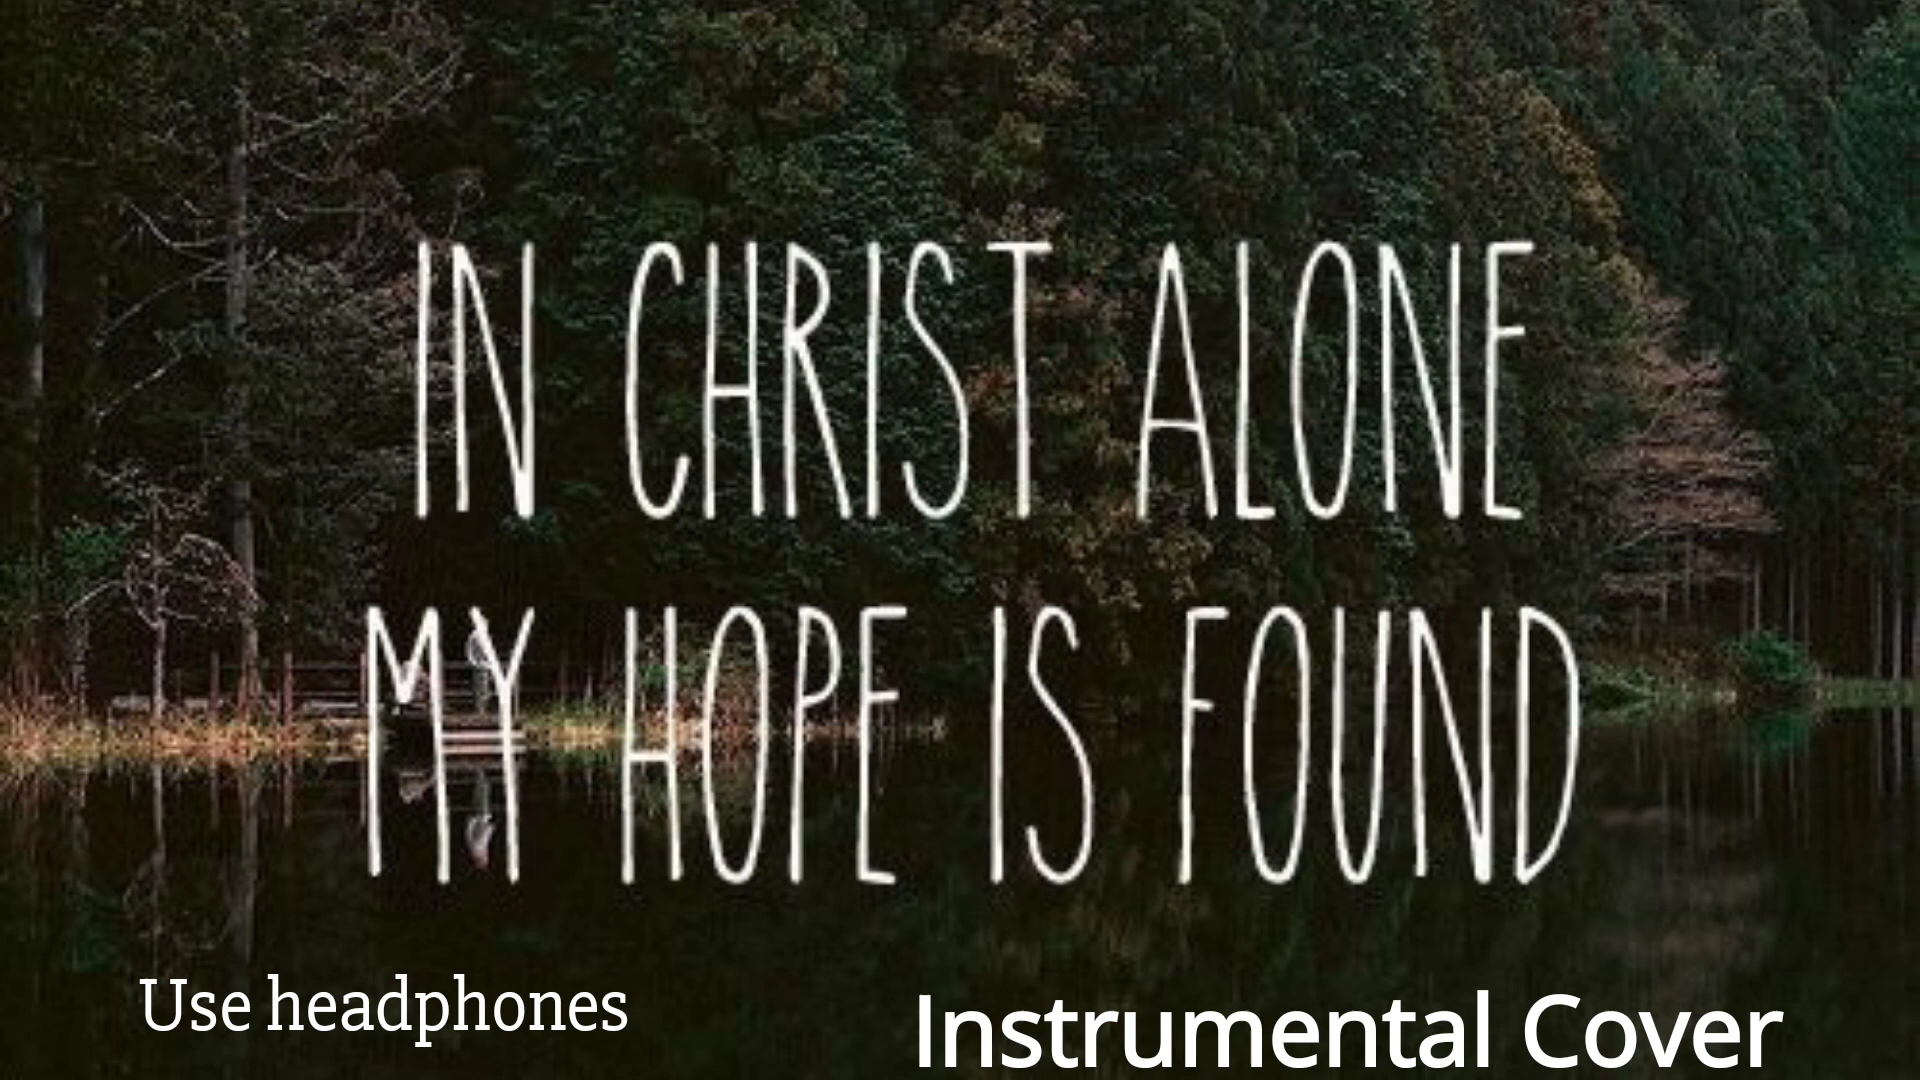 IN CHRIST ALONE
MY HOPE IS FOUND
Use headphones
Instrumental Cover